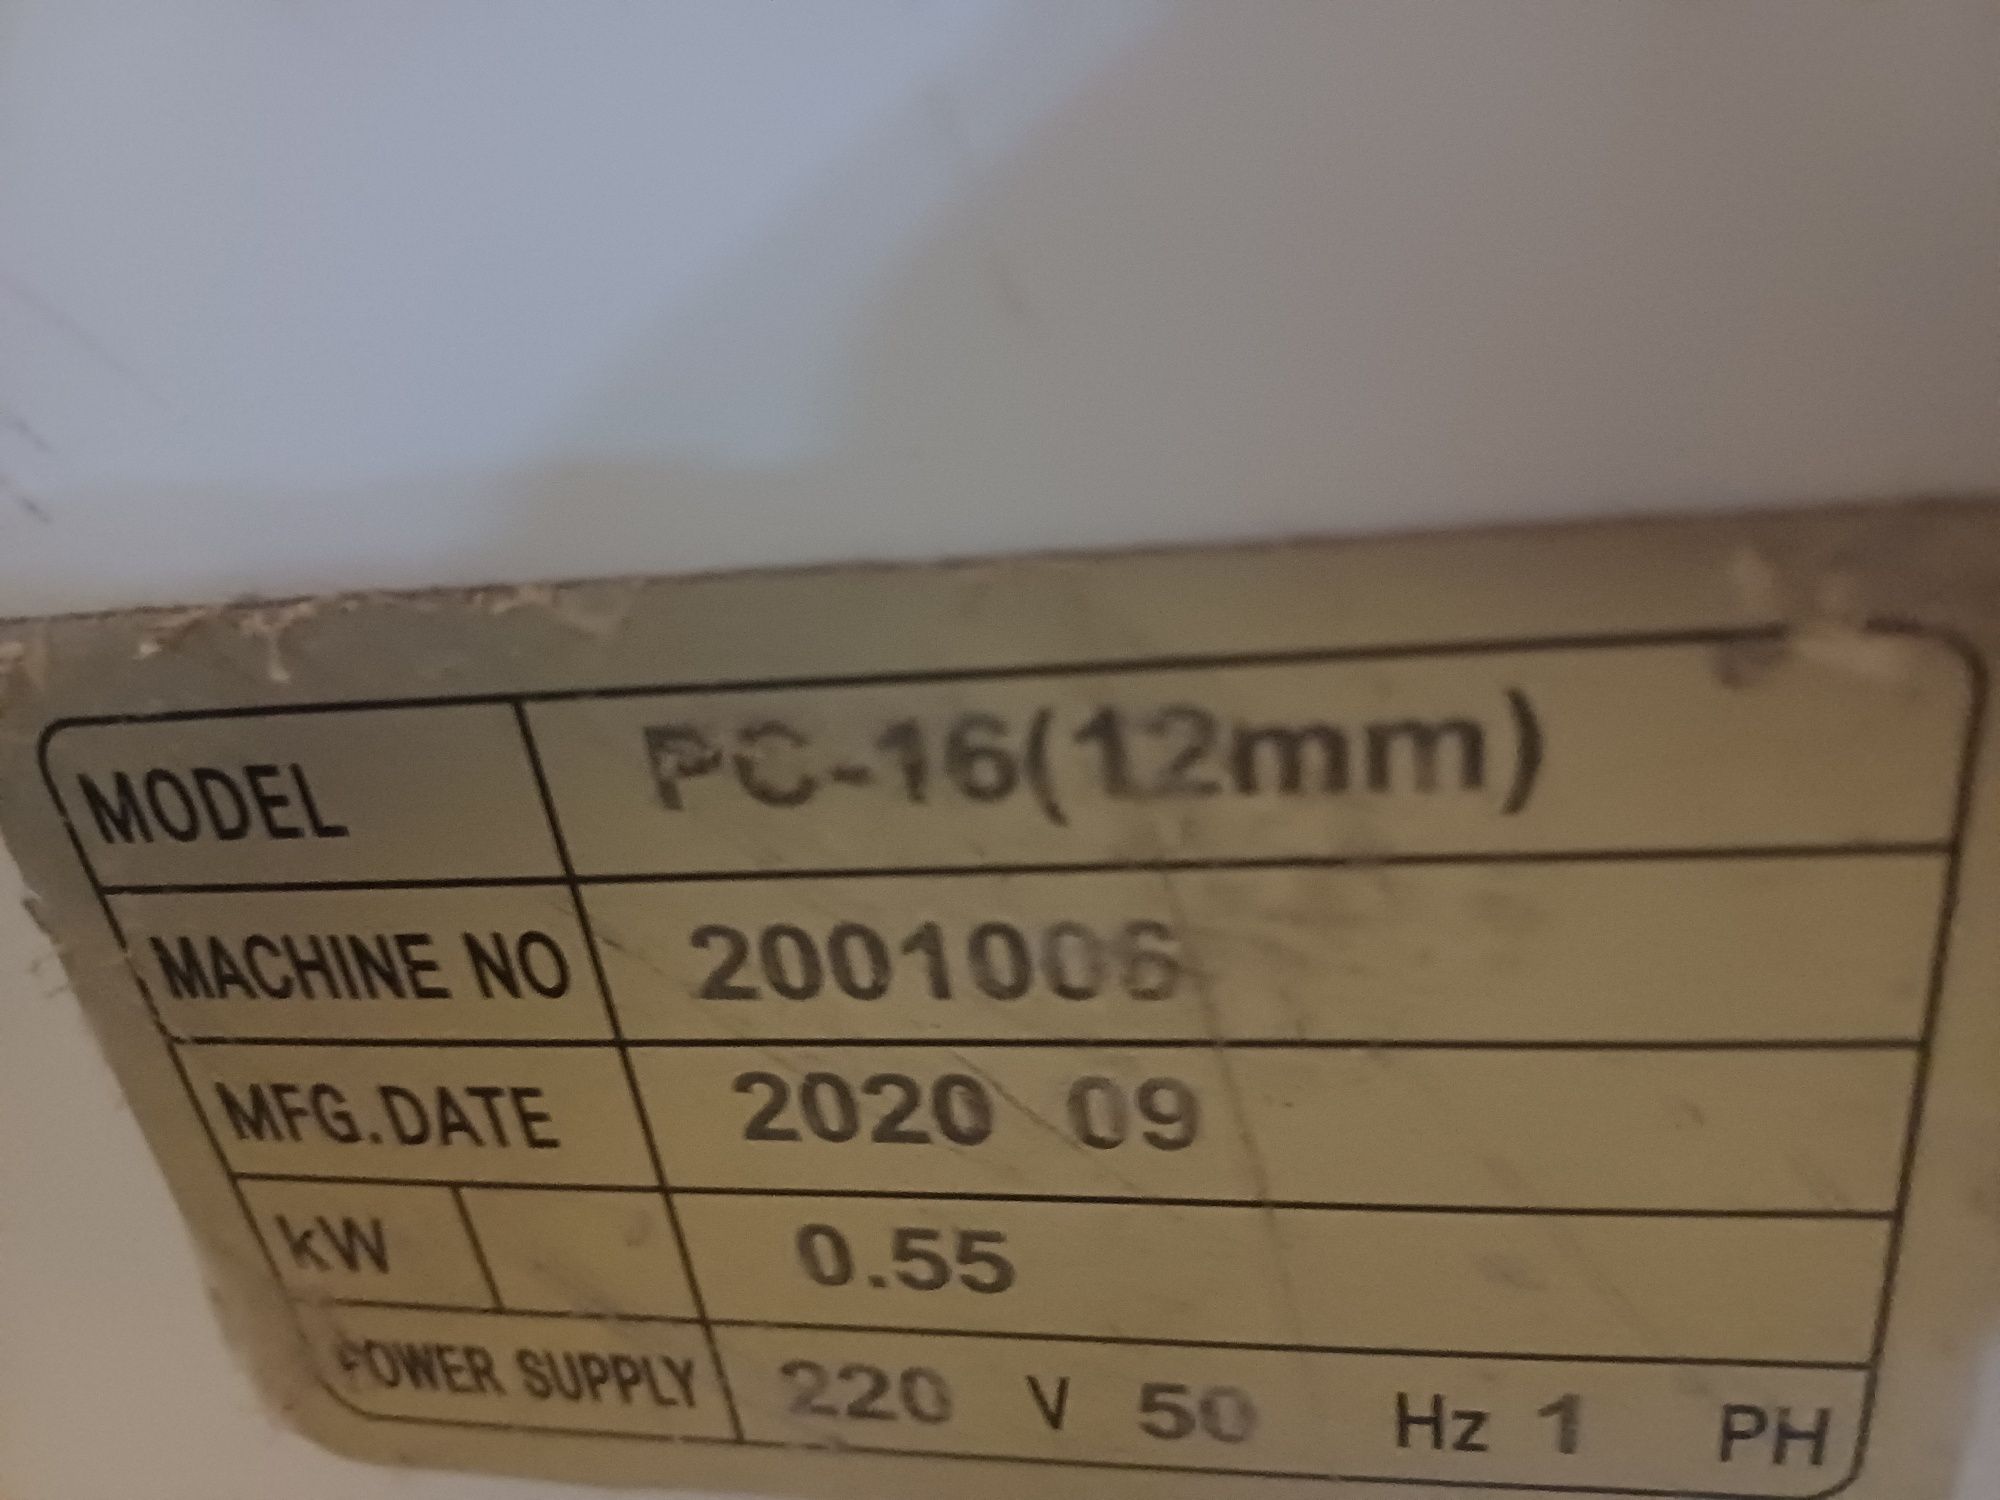 MODEL PC-16(12mm)
MACHINE NO 2001006
MFG.DATE 2020 09
kW 0.55
POWER SUPPLY 220 V 50 Hz 1 PH